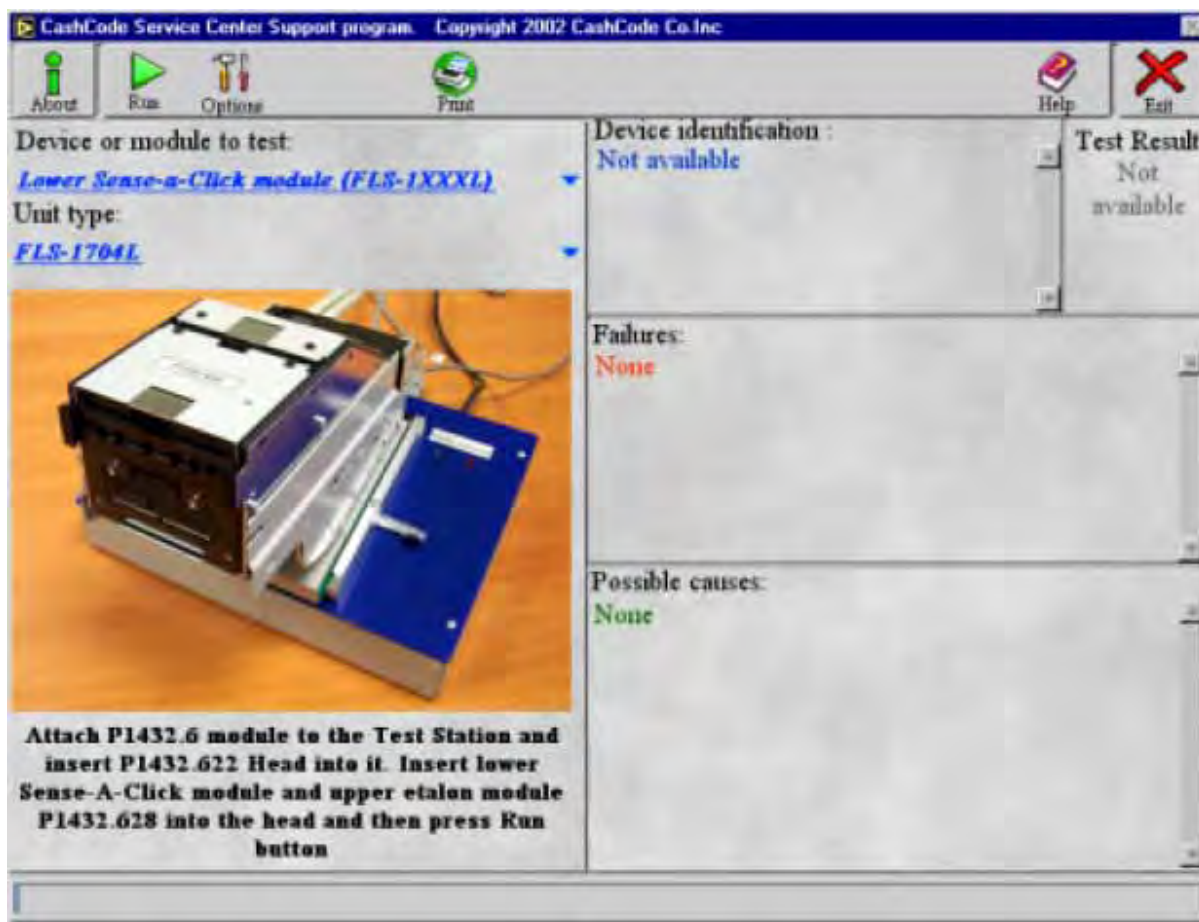 CashCode Service Center Support program. Copyright 2002 CashCode Co.Inc
About
Run
Options
Print
Help
Exit
Device or module to test:
Lower Sense-a-Click module (FLS-1XXXL)
Unit type:
FLS-1704L
Attach P1432.6 module to the Test Station and
insert P1432.622 Head into it. Insert lower
Sense-A-Click module and upper etalon module
P1432.628 into the head and then press Run
button
Device identification :
Not available
Test Result
Not
available
Failures:
None
Possible causes:
None